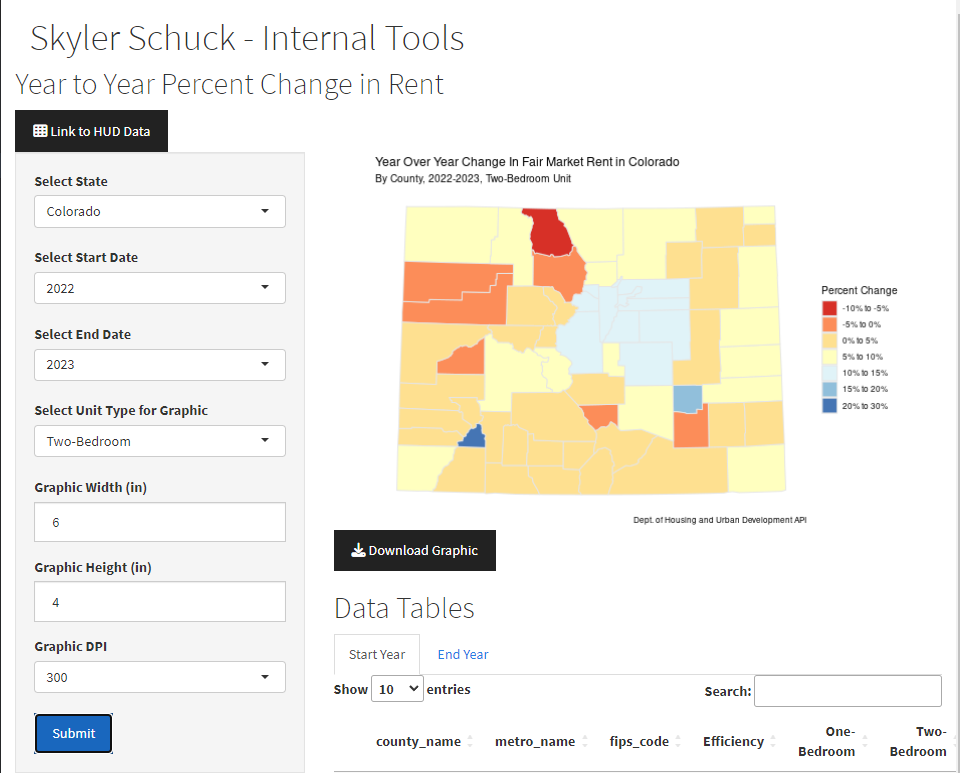 Skyler Schuck - Internal Tools
Year to Year Percent Change in Rent
Link to HUD Data
Select State
Colorado
Select Start Date
2022
Select End Date
2023
Select Unit Type for Graphic
Two-Bedroom
Graphic Width (in)
6
Graphic Height (in)
4
Graphic DPI
300
Submit
Year Over Year Change In Fair Market Rent in Colorado
By County, 2022-2023, Two-Bedroom Unit
Percent Change
-10% to -5%
-5% to 0%
0% to 5%
5% to 10%
10% to 15%
15% to 20%
20% to 30%
Dept. of Housing and Urban Development API
Download Graphic
Data Tables
Start Year End Year
Show 10 entries
Search:
county_name metro_name fips_code Efficiency One-Bedroom Two-Bedroom